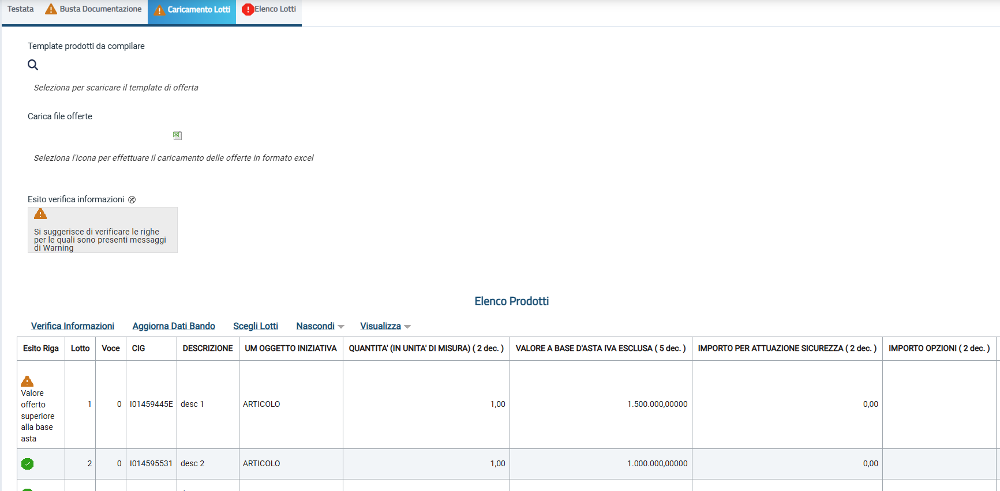 Testata Busta Documentazione Caricamento Lotti Elenco Lotti
Template prodotti da compilare
Seleziona per scaricare il template di offerta
Carica file offerte
Seleziona l'icona per effettuare il caricamento delle offerte in formato excel
Esito verifica informazioni
Si suggerisce di verificare le righe
per le quali sono presenti messaggi
di Warning
Elenco Prodotti
Verifica Informazioni Aggiorna Dati Bando Scegli Lotti Nascondi Visualizza
Esito Riga Lotto Voce CIG DESCRIZIONE UM OGGETTO INIZIATIVA QUANTITA' (IN UNITA' DI MISURA) ( 2 dec. ) VALORE A BASE D'ASTA IVA ESCLUSA ( 5 dec. ) IMPORTO PER ATTUAZIONE SICUREZZA ( 2 dec. ) IMPORTO OPZIONI ( 2 dec. )
Valore
offerto
superiore
alla base
asta
1 0 I01459445E desc 1 ARTICOLO 1,00 1.500.000,00000 0,00
2 0 I014595531 desc 2 ARTICOLO 1,00 1.000.000,00000 0,00